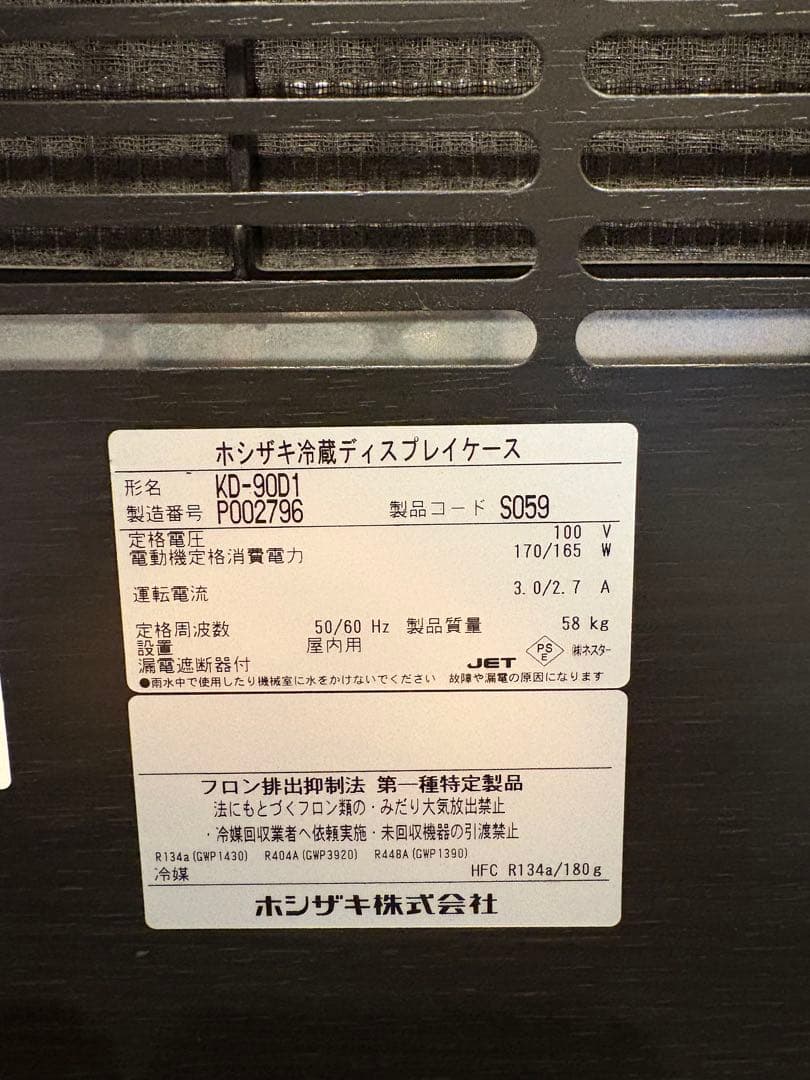 ホシザキ冷蔵ディスプレイケース
形名 KD-90D1
製造番号 P002796 製品コード S059
定格電圧 100 V
電動機定格消費電力 170/165 W
運転電流 3.0/2.7 A
定格周波数 50/60 Hz 製品質量 58 kg
設置 屋内用
漏電遮断器付 JET PSE ㈱ネスター
●雨水中で使用したり機械室に水をかけないでください 故障や漏電の原因になります
フロン排出抑制法 第一種特定製品
法にもとづくフロン類の・みだり大気放出禁止
・冷媒回収業者へ依頼実施・未回収機器の引渡禁止
R134a(GWP1430) R404A(GWP3920) R448A(GWP1390)
冷媒 HFC R134a/180g
ホシザキ株式会社